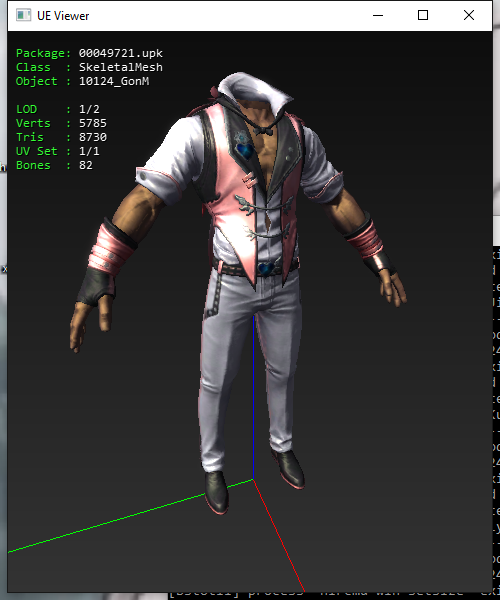 UE Viewer
Package: 00049721.upk
Class : SkeletalMesh
Object : 10124_GonM
LOD : 1/2
Verts : 5785
Tris : 8730
UV Set : 1/1
Bones : 82